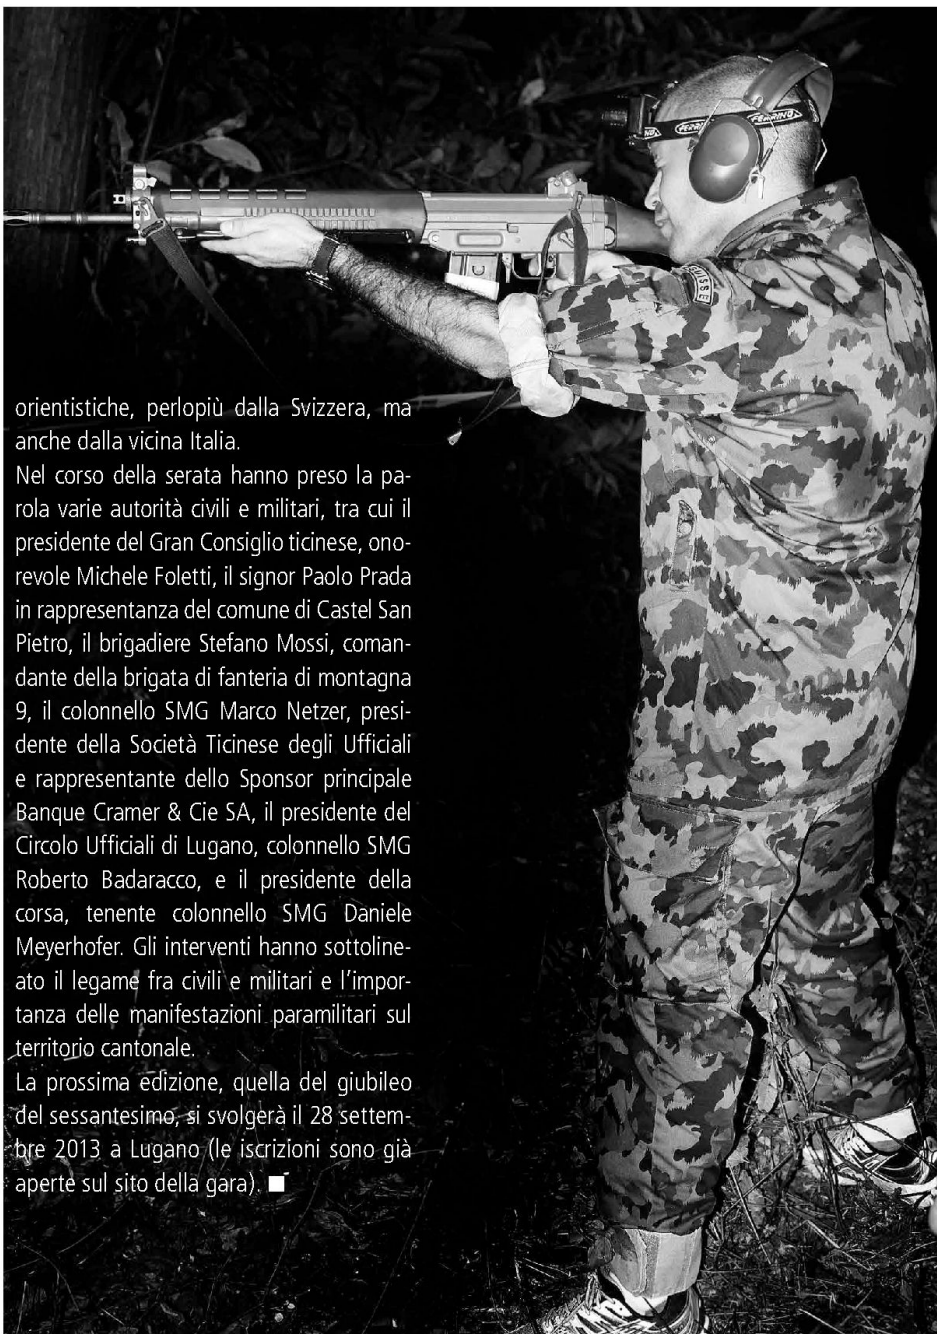 FERRINO
FERRINO
SUISSE
orientistiche, perlopiù dalla Svizzera, ma
anche dalla vicina Italia.
Nel corso della serata hanno preso la pa-
rola varie autorità civili e militari, tra cui il
presidente del Gran Consiglio ticinese, ono-
revole Michele Foletti, il signor Paolo Prada
in rappresentanza del comune di Castel San
Pietro, il brigadiere Stefano Mossi, coman-
dante della brigata di fanteria di montagna
9, il colonnello SMG Marco Netzer, presi-
dente della Società Ticinese degli Ufficiali
e rappresentante dello Sponsor principale
Banque Cramer & Cie SA, il presidente del
Circolo Ufficiali di Lugano, colonnello SMG
Roberto Badaracco, e il presidente della
corsa, tenente colonnello SMG Daniele
Meyerhofer. Gli interventi hanno sottoline-
ato il legame fra civili e militari e l’impor-
tanza delle manifestazioni paramilitari sul
territorio cantonale.
La prossima edizione, quella del giubileo
del sessantesimo, si svolgerà il 28 settem-
bre 2013 a Lugano (le iscrizioni sono già
aperte sul sito della gara). ■